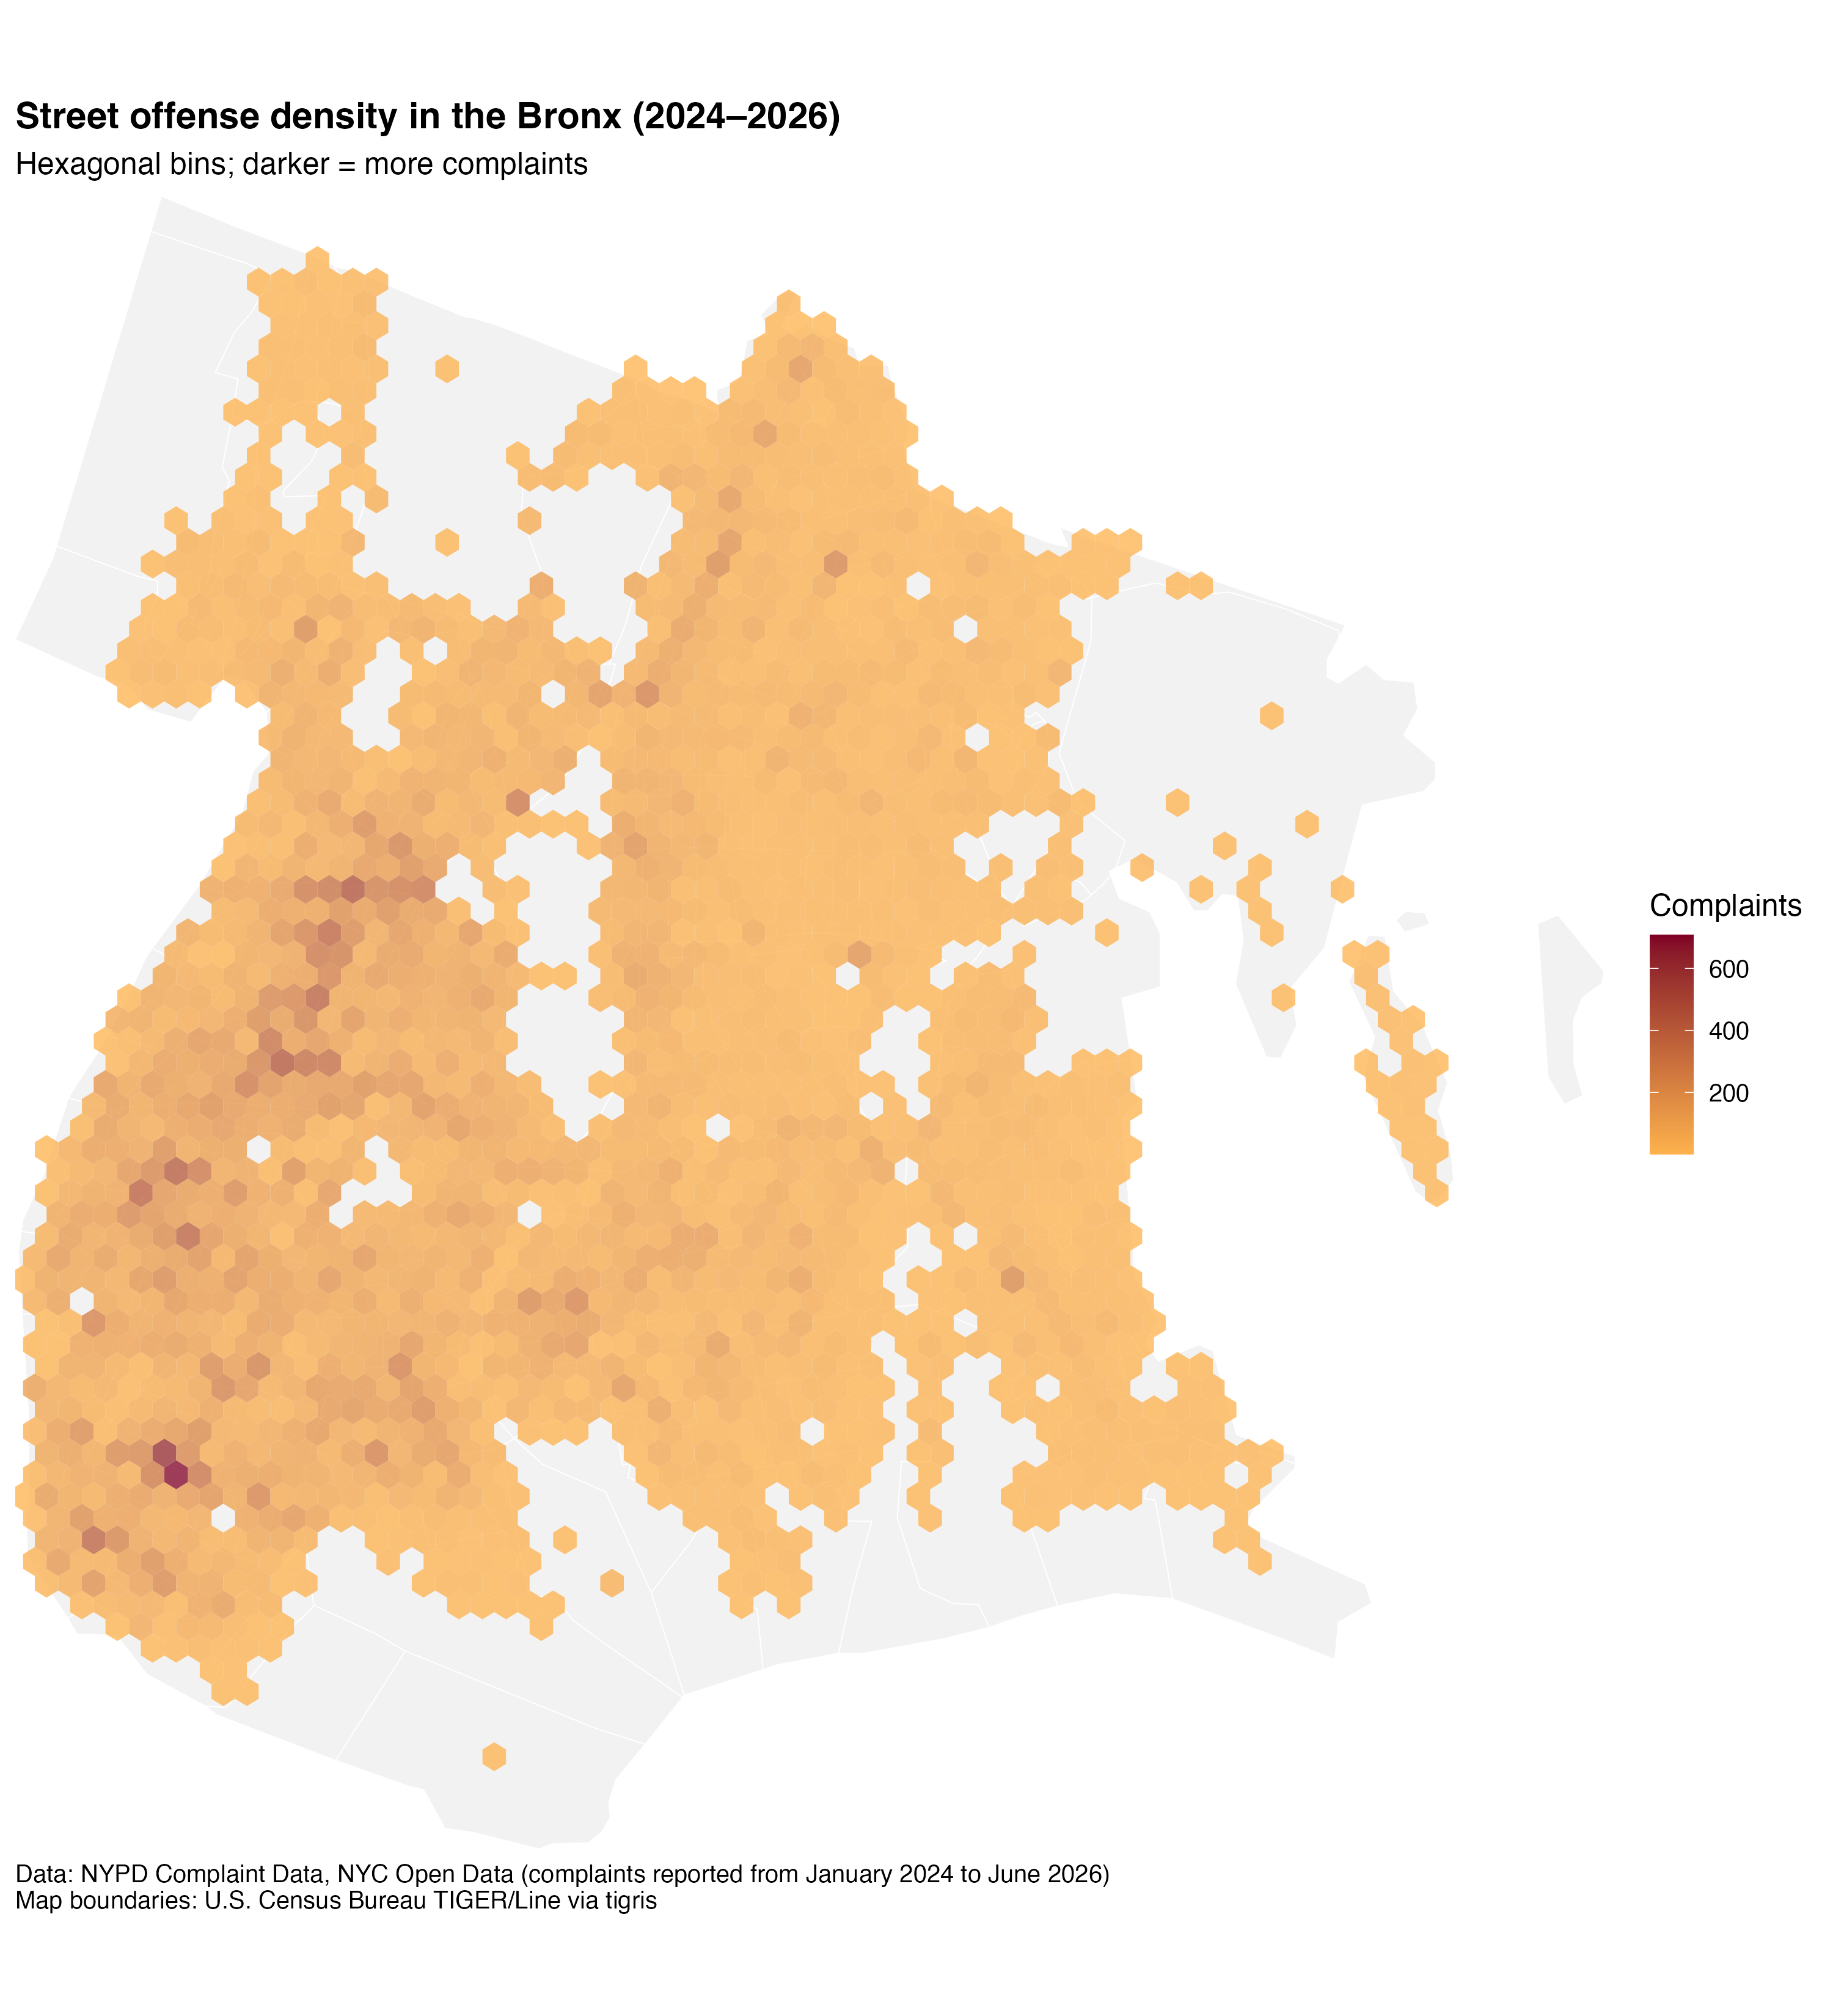 Street offense density in the Bronx (2024–2026)
Hexagonal bins; darker = more complaints
Complaints
600
400
200
Data: NYPD Complaint Data, NYC Open Data (complaints reported from January 2024 to June 2026)
Map boundaries: U.S. Census Bureau TIGER/Line via tigris